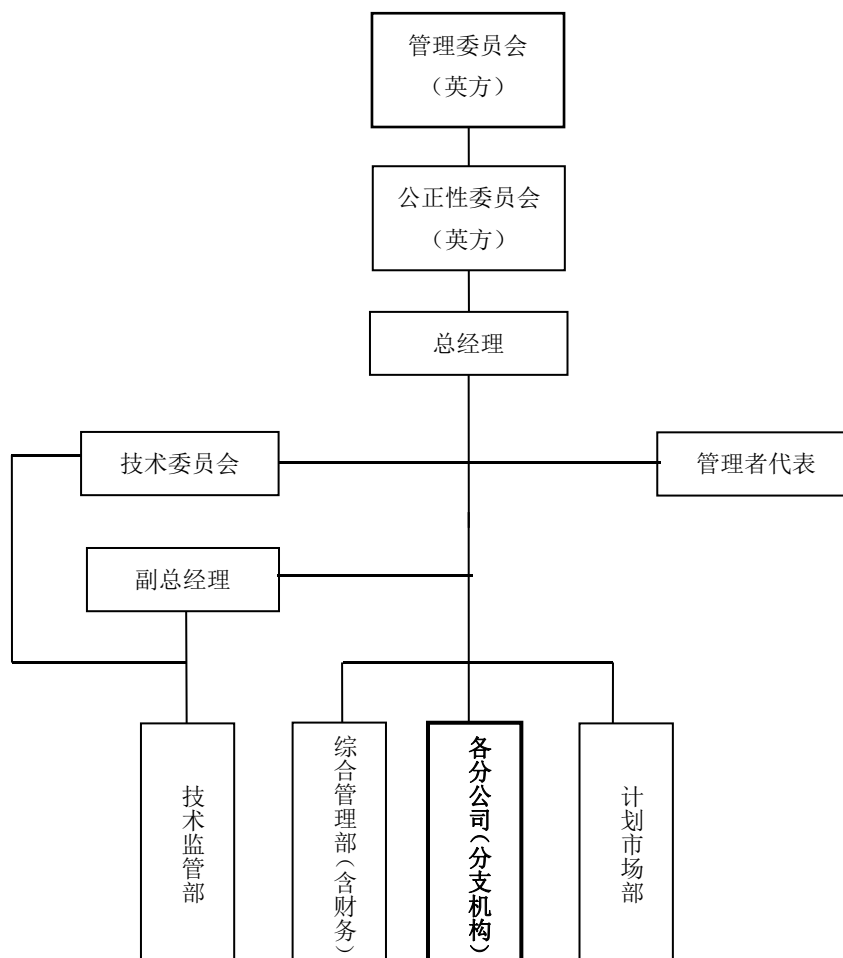 管理委员会
（英方）
公正性委员会
（英方）
总经理
技术委员会
管理者代表
副总经理
技术监管部
综合管理部（含财务）
各分公司（分支机构）
计划市场部